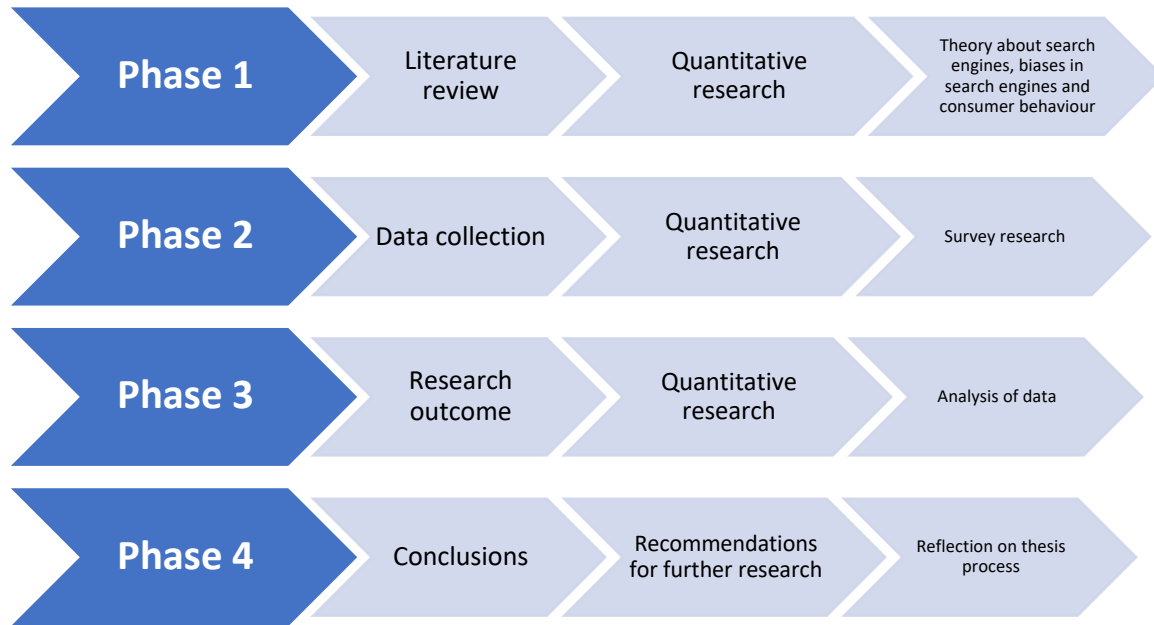 Phase 1
Literature
review
Quantitative
research
Theory about search
engines, biases in
search engines and
consumer behaviour
Phase 2
Data collection
Quantitative
research
Survey research
Phase 3
Research
outcome
Quantitative
research
Analysis of data
Phase 4
Conclusions
Recommendations
for further research
Reflection on thesis
process